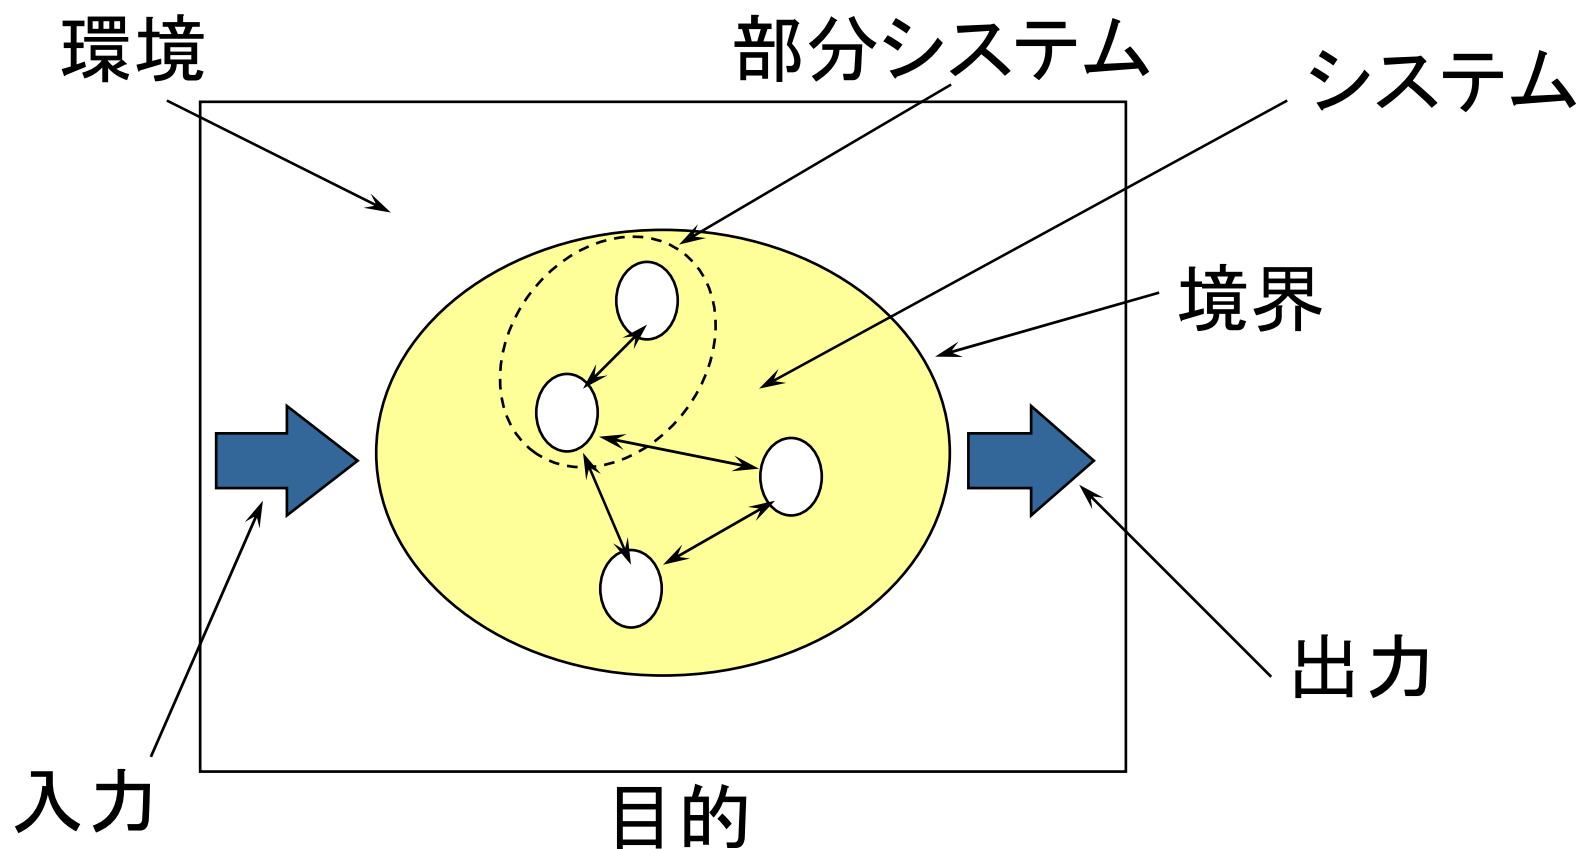 環境
部分システム
システム
境界
出力
入力
目的